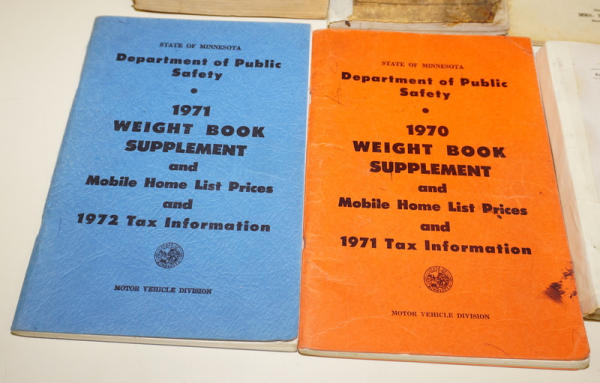 STATE OF MINNESOTA
Department of Public
Safety
•
1971
WEIGHT BOOK
SUPPLEMENT
and
Mobile Home List Prices
and
1972 Tax Information
MOTOR VEHICLE DIVISION
STATE OF MINNESOTA
Department of Public
Safety
•
1970
WEIGHT BOOK
SUPPLEMENT
and
Mobile Home List Prices
and
1971 Tax Information
MOTOR VEHICLE DIVISION